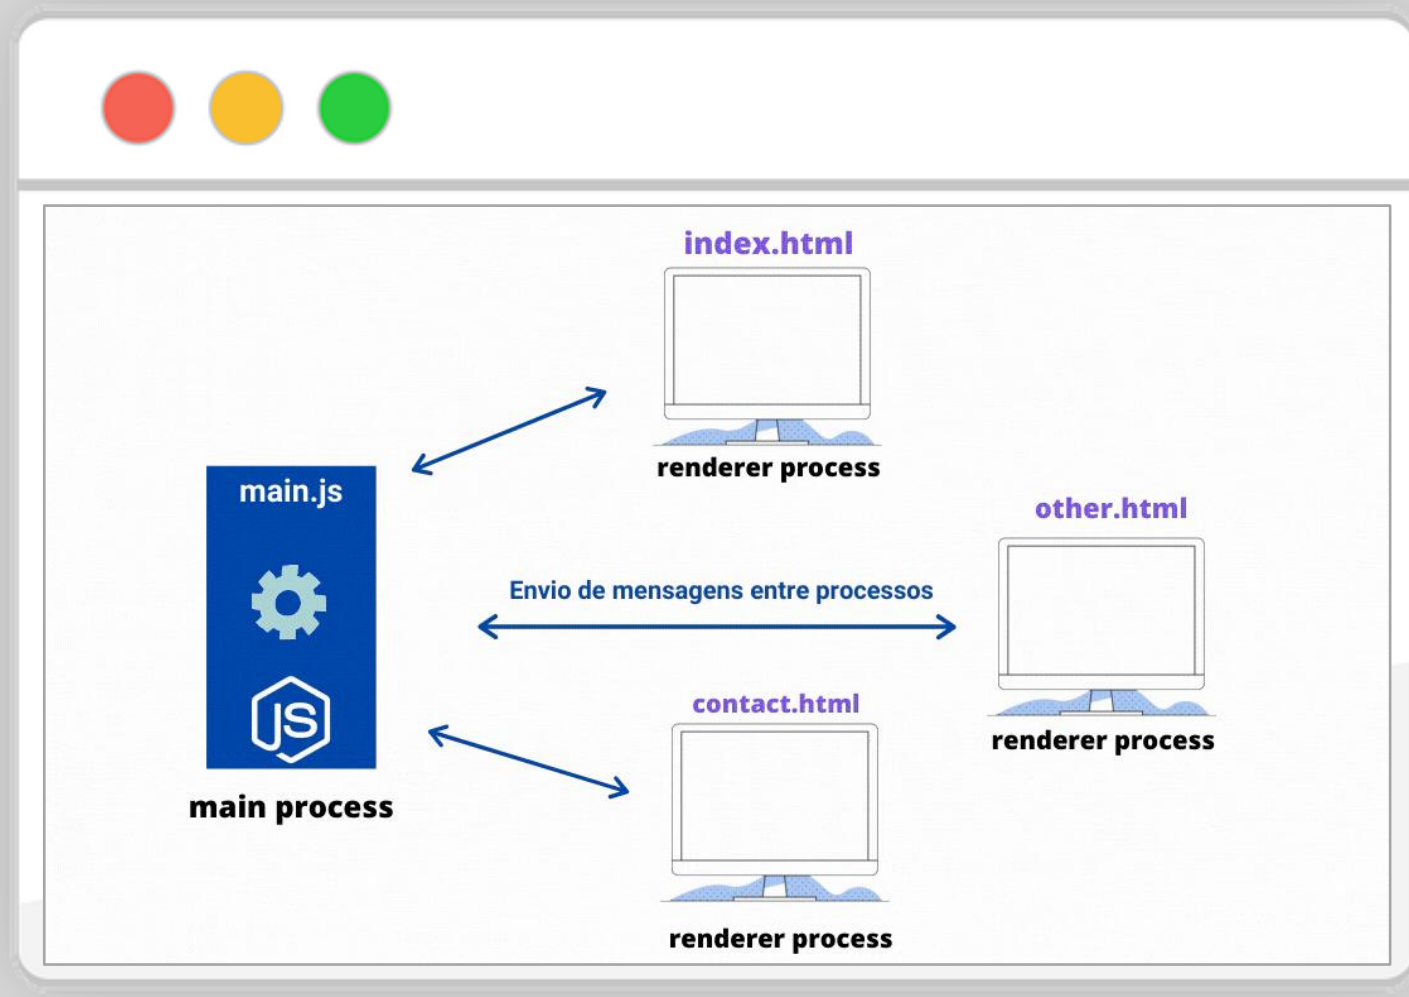 index.html
renderer process
main.js
JS
main process
Envio de mensagens entre processos
other.html
renderer process
contact.html
renderer process